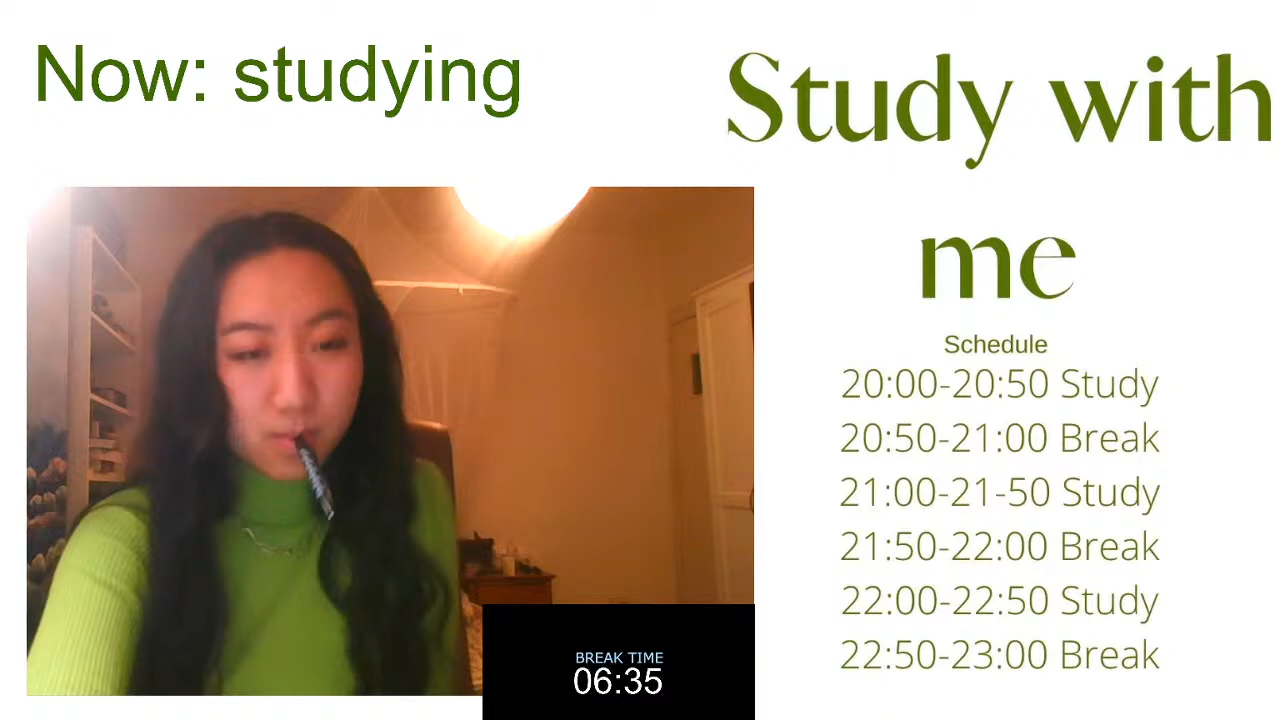 Now: studying
Study with
me
Schedule
20:00-20:50 Study
20:50-21:00 Break
21:00-21-50 Study
21:50-22:00 Break
22:00-22:50 Study
22:50-23:00 Break
BREAK TIME
06:35